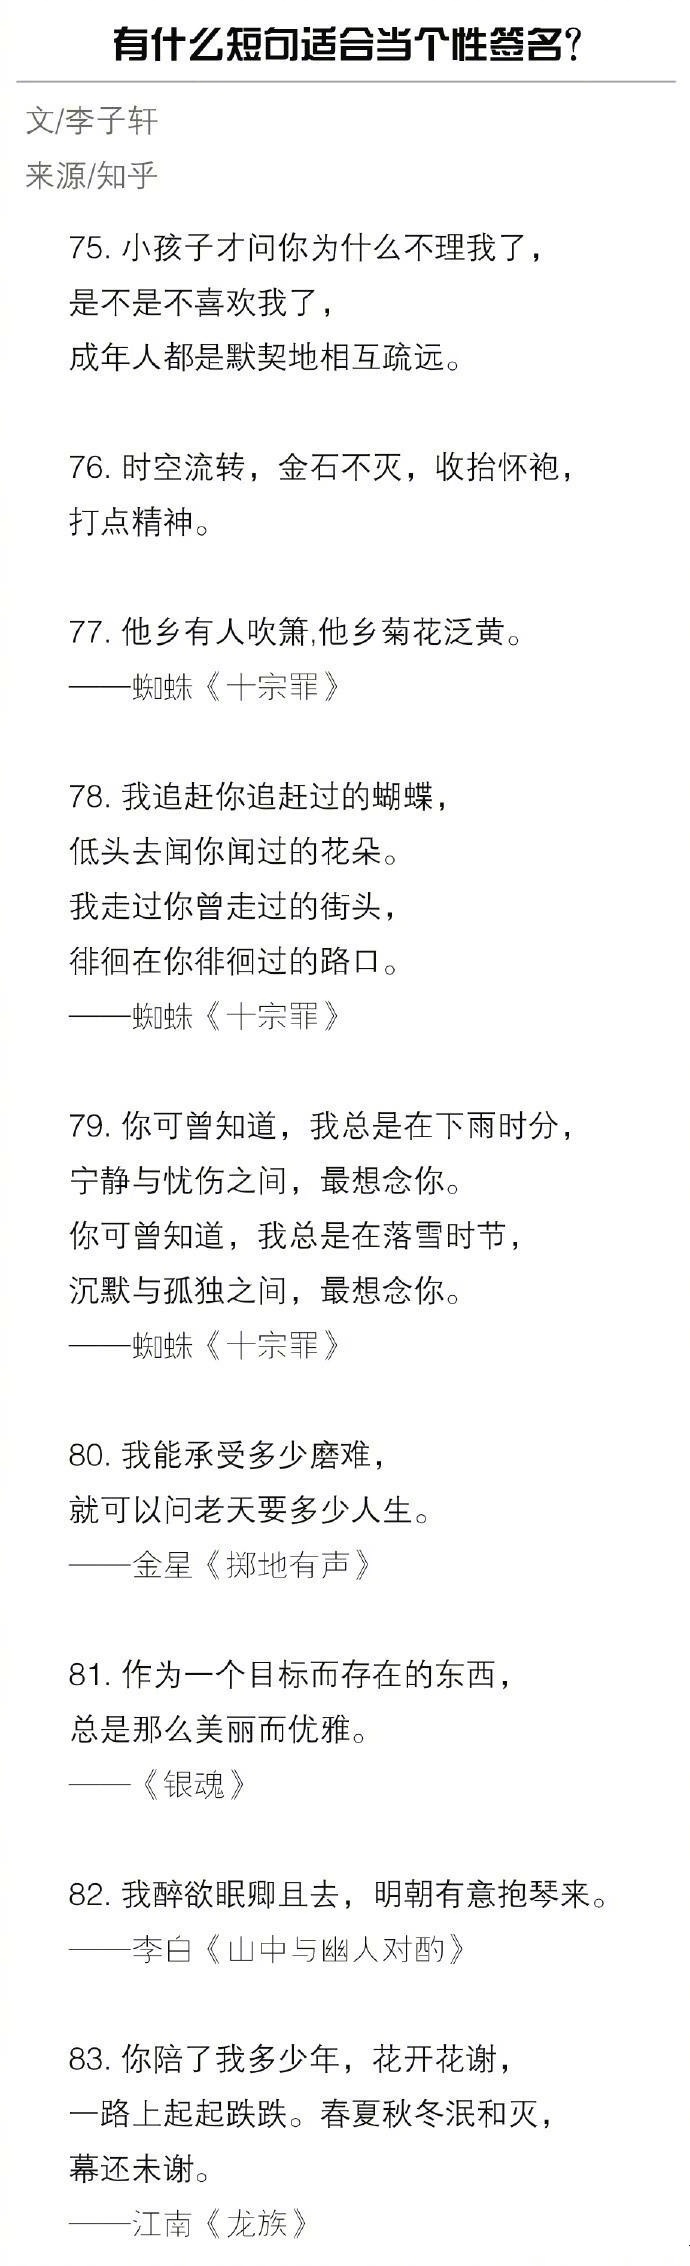 有什么短句适合当个性签名?
文/李子轩
来源/知乎
75. 小孩子才问你为什么不理我了，
是不是不喜欢我了，
成年人都是默契地相互疏远。
76. 时空流转，金石不灭，收拾怀袍，
打点精神。
77. 他乡有人吹箫,他乡菊花泛黄。
——蜘蛛《十宗罪》
78. 我追赶你追赶过的蝴蝶，
低头去闻你闻过的花朵。
我走过你曾走过的街头，
徘徊在你徘徊过的路口。
——蜘蛛《十宗罪》
79. 你可曾知道，我总是在下雨时分，
宁静与忧伤之间，最想念你。
你可曾知道，我总是在落雪时节，
沉默与孤独之间，最想念你。
——蜘蛛《十宗罪》
80. 我能承受多少磨难，
就可以问老天要多少人生。
——金星《掷地有声》
81. 作为一个目标而存在的东西，
总是那么美丽而优雅。
——《银魂》
82. 我醉欲眠卿且去，明朝有意抱琴来。
——李白《山中与幽人对酌》
83. 你陪了我多少年，花开花谢，
一路上起起跌跌。春夏秋冬泯和灭，
幕还未谢。
——江南《龙族》